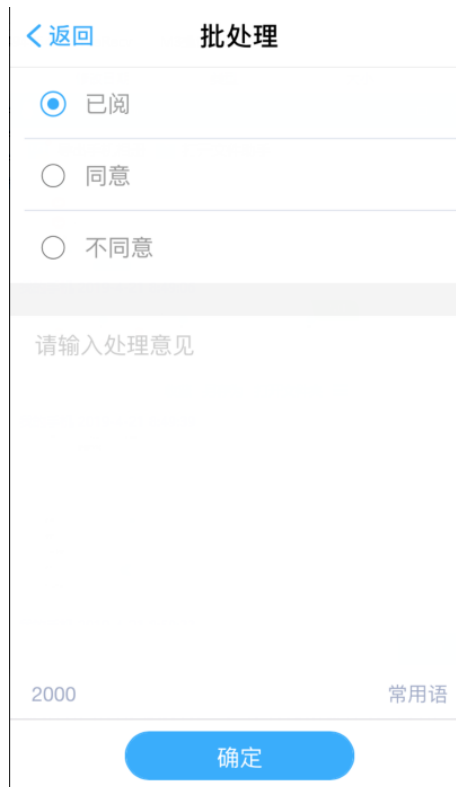 返回 批处理
已阅
同意
不同意
请输入处理意见
2000 常用语
确定